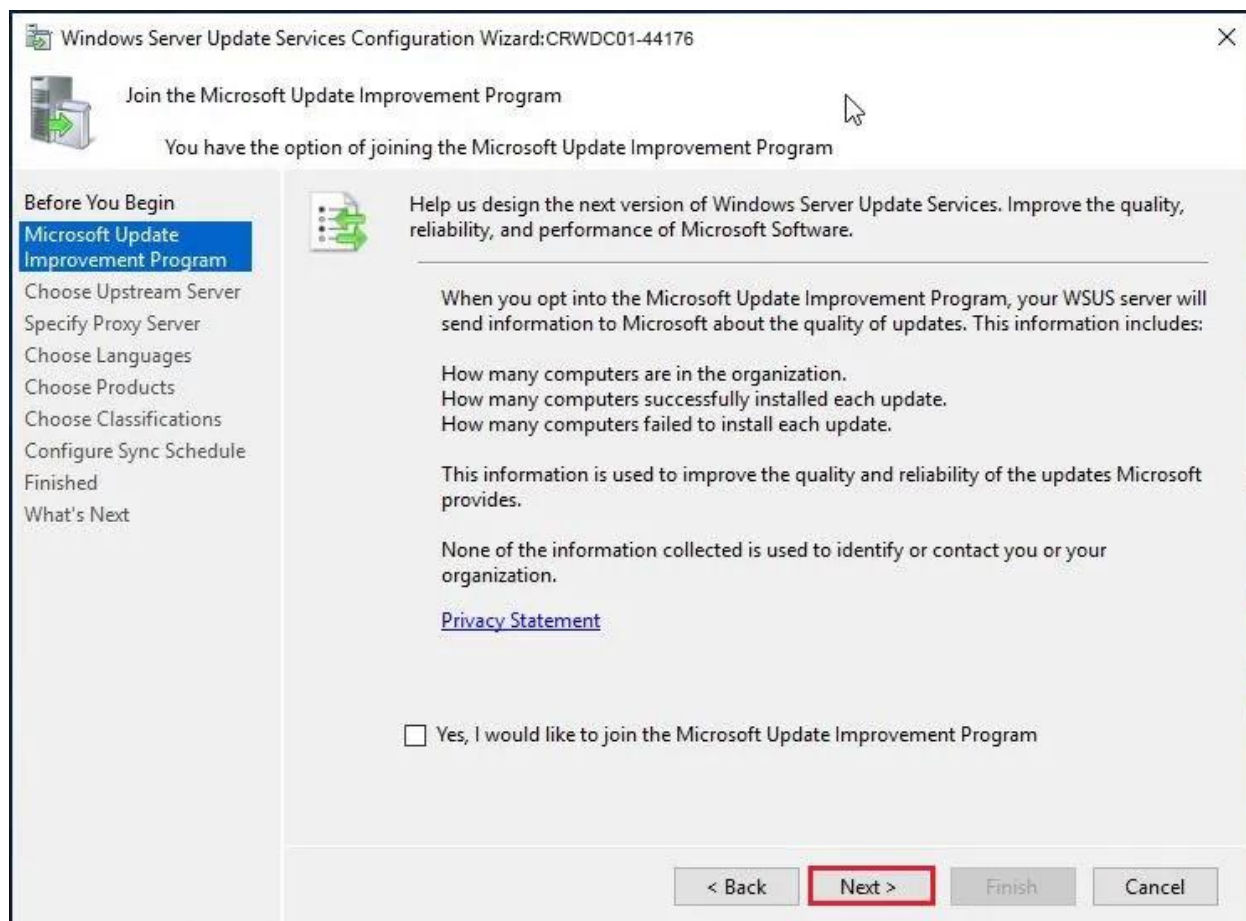 Windows Server Update Services Configuration Wizard:CRWDC01-44176
Join the Microsoft Update Improvement Program
You have the option of joining the Microsoft Update Improvement Program
Before You Begin
Microsoft Update
Improvement Program
Choose Upstream Server
Specify Proxy Server
Choose Languages
Choose Products
Choose Classifications
Configure Sync Schedule
Finished
What's Next
Help us design the next version of Windows Server Update Services. Improve the quality,
reliability, and performance of Microsoft Software.
When you opt into the Microsoft Update Improvement Program, your WSUS server will
send information to Microsoft about the quality of updates. This information includes:
How many computers are in the organization.
How many computers successfully installed each update.
How many computers failed to install each update.
This information is used to improve the quality and reliability of the updates Microsoft
provides.
None of the information collected is used to identify or contact you or your
organization.
Privacy Statement
Yes, I would like to join the Microsoft Update Improvement Program
< Back
Next >
Finish
Cancel